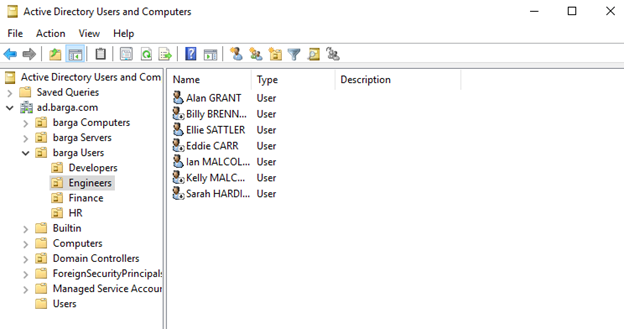 Active Directory Users and Computers
File Action View Help
Active Directory Users and Com
Saved Queries
ad.barga.com
barga Computers
barga Servers
barga Users
Developers
Engineers
Finance
HR
Builtin
Computers
Domain Controllers
ForeignSecurityPrincipals
Managed Service Accour
Users
Name Type Description
Alan GRANT User
Billy BRENN... User
Ellie SATTLER User
Eddie CARR User
Ian MALCOL... User
Kelly MALC... User
Sarah HARDI... User